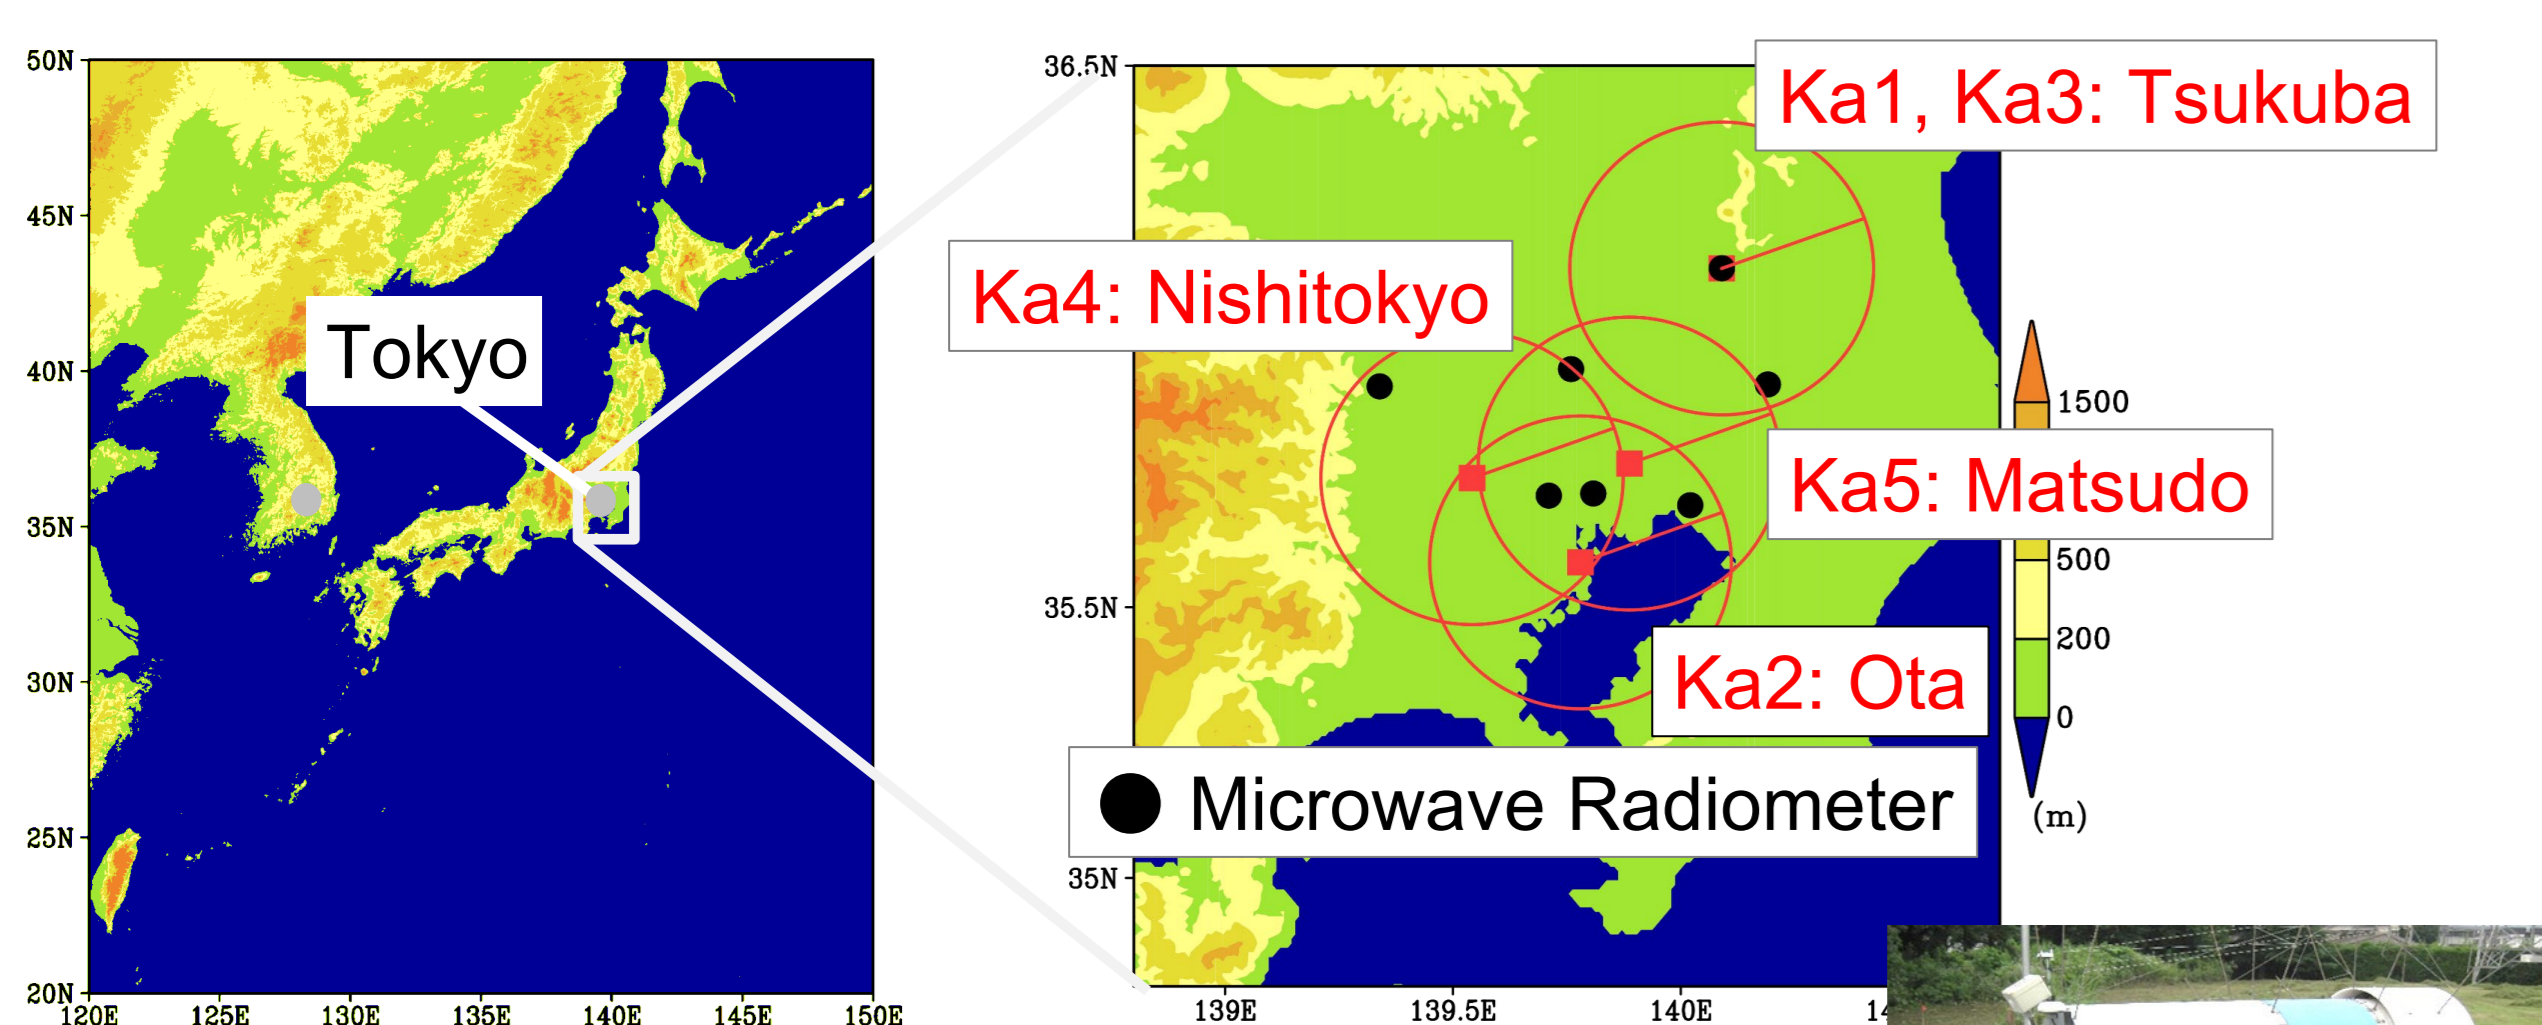 50N
45N
40N
35N
30N
25N
20N
120E 125E 130E 135E 140E 145E 150E
Tokyo
36.5N
35.5N
35N
139E 139.5E 140E
Ka1, Ka3: Tsukuba
Ka4: Nishitokyo
Ka5: Matsudo
Ka2: Ota
Microwave Radiometer
1500
500
200
0
(m)